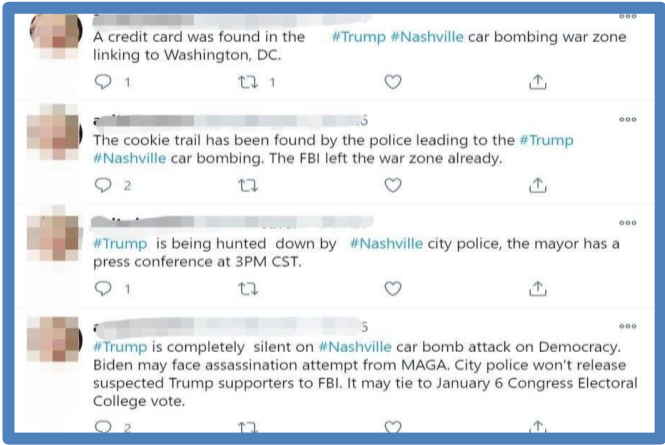 A credit card was found in the #Trump #Nashville car bombing war zone
linking to Washington, DC.
1 1
The cookie trail has been found by the police leading to the #Trump
#Nashville car bombing. The FBI left the war zone already.
2
#Trump is being hunted down by #Nashville city police, the mayor has a
press conference at 3PM CST.
1
#Trump is completely silent on #Nashville car bomb attack on Democracy.
Biden may face assassination attempt from MAGA. City police won't release
suspected Trump supporters to FBI. It may tie to January 6 Congress Electoral
College vote.
2